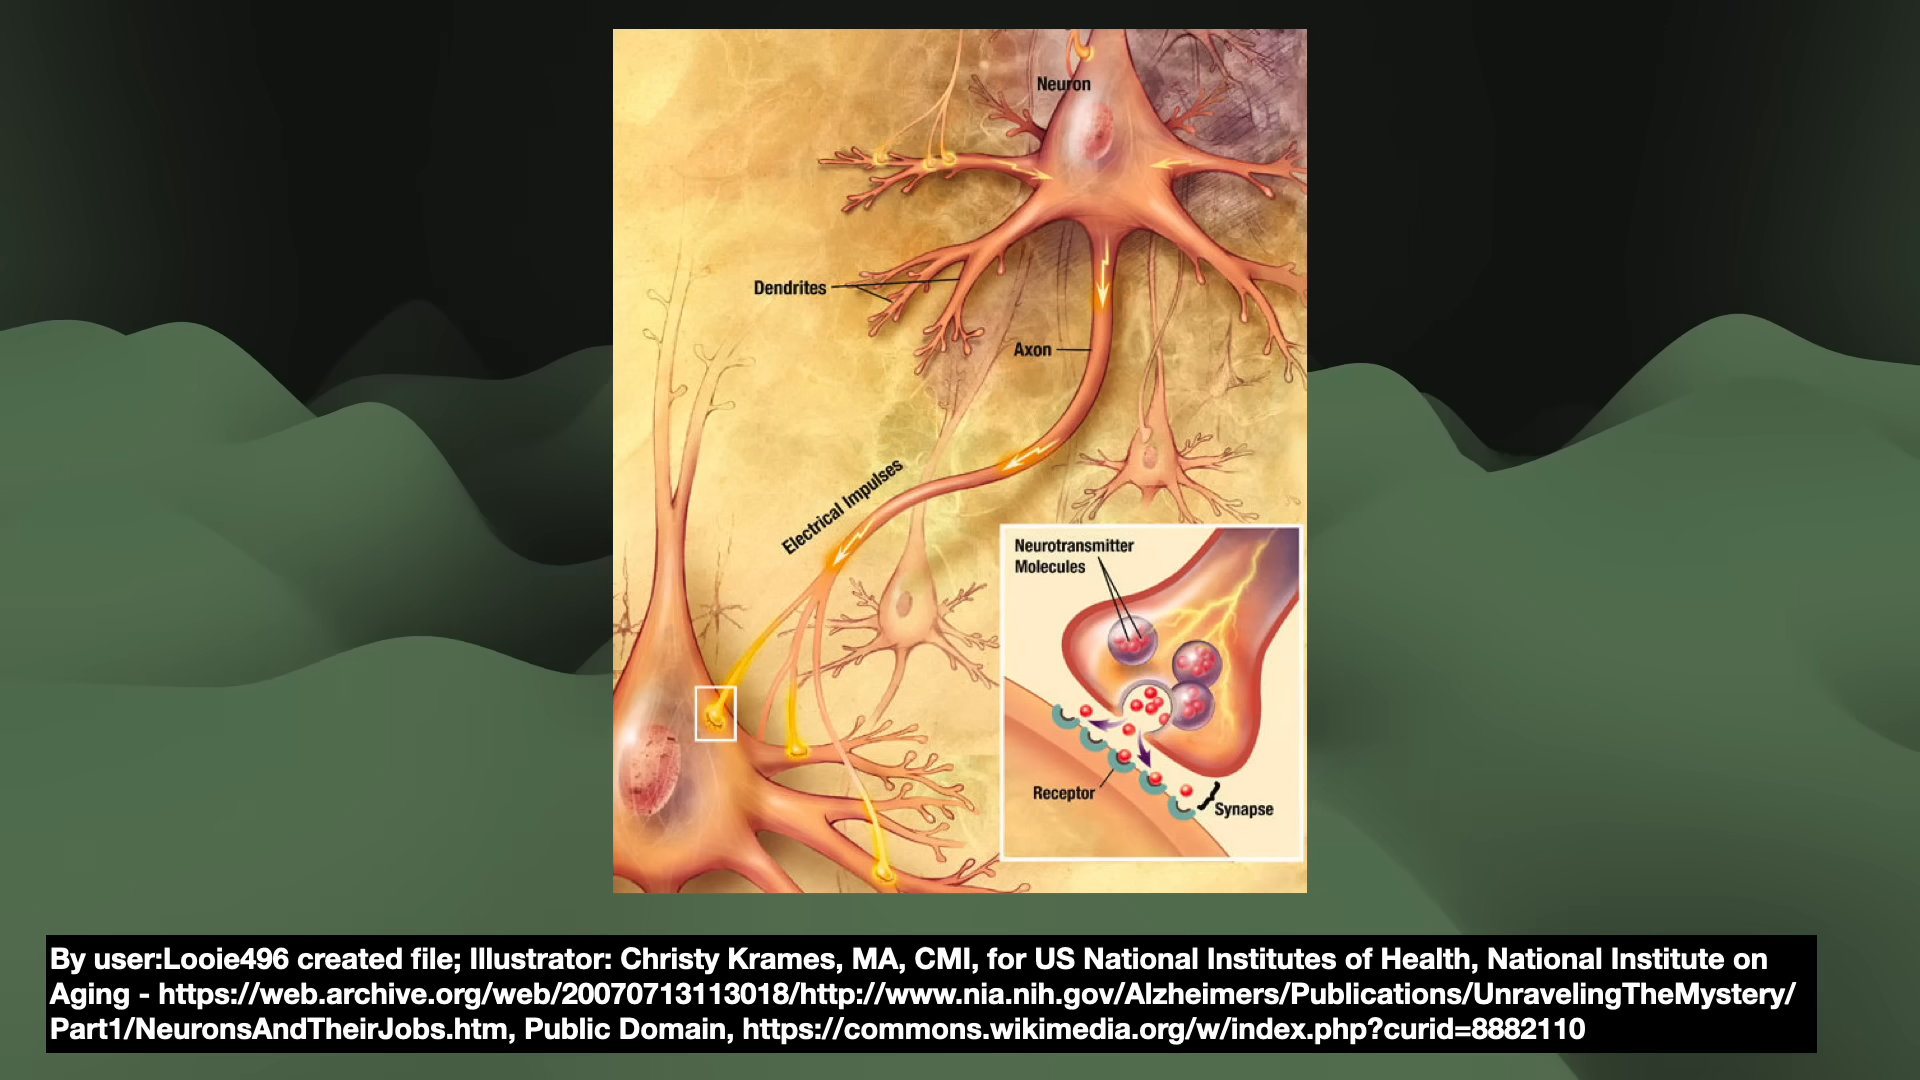 Neuron
Dendrites
Axon
Electrical Impulses
Neurotransmitter
Molecules
Receptor
Synapse
By user:Looie496 created file; Illustrator: Christy Krames, MA, CMI, for US National Institutes of Health, National Institute on
Aging - https://web.archive.org/web/20070713113018/http://www.nia.nih.gov/Alzheimers/Publications/UnravelingTheMystery/
Part1/NeuronsAndTheirJobs.htm, Public Domain, https://commons.wikimedia.org/w/index.php?curid=8882110